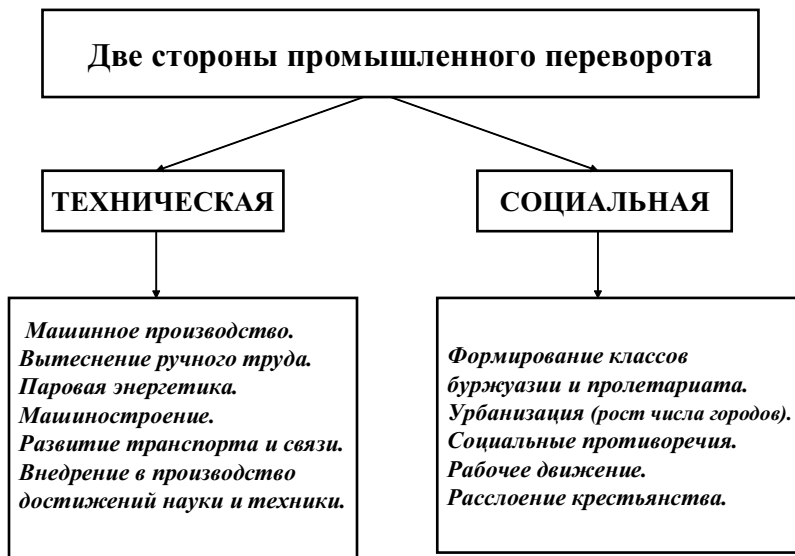 Две стороны промышленного переворота
ТЕХНИЧЕСКАЯ
СОЦИАЛЬНАЯ
Машинное производство.
Вытеснение ручного труда.
Паровая энергетика.
Машиностроение.
Развитие транспорта и связи.
Внедрение в производство
достижений науки и техники.
Формирование классов
буржуазии и пролетариата.
Урбанизация (рост числа городов).
Социальные противоречия.
Рабочее движение.
Расслоение крестьянства.